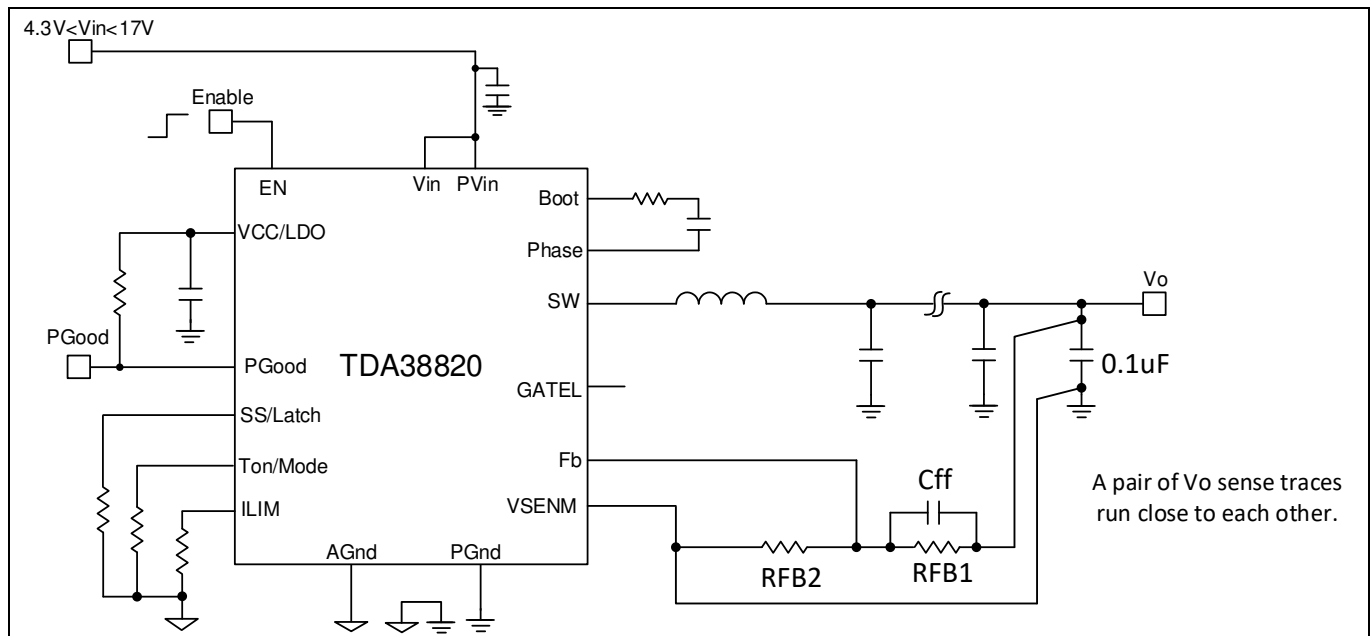 4.3V<Vin<17V
Enable
EN
Vin
PVin
Boot
VCC/LDO
Phase
SW
Vo
PGood
PGood
TDA38820
0.1uF
GATEL
SS/Latch
Fb
Ton/Mode
Cff
A pair of Vo sense traces
run close to each other.
ILIM
VSENM
AGnd
PGnd
RFB2
RFB1